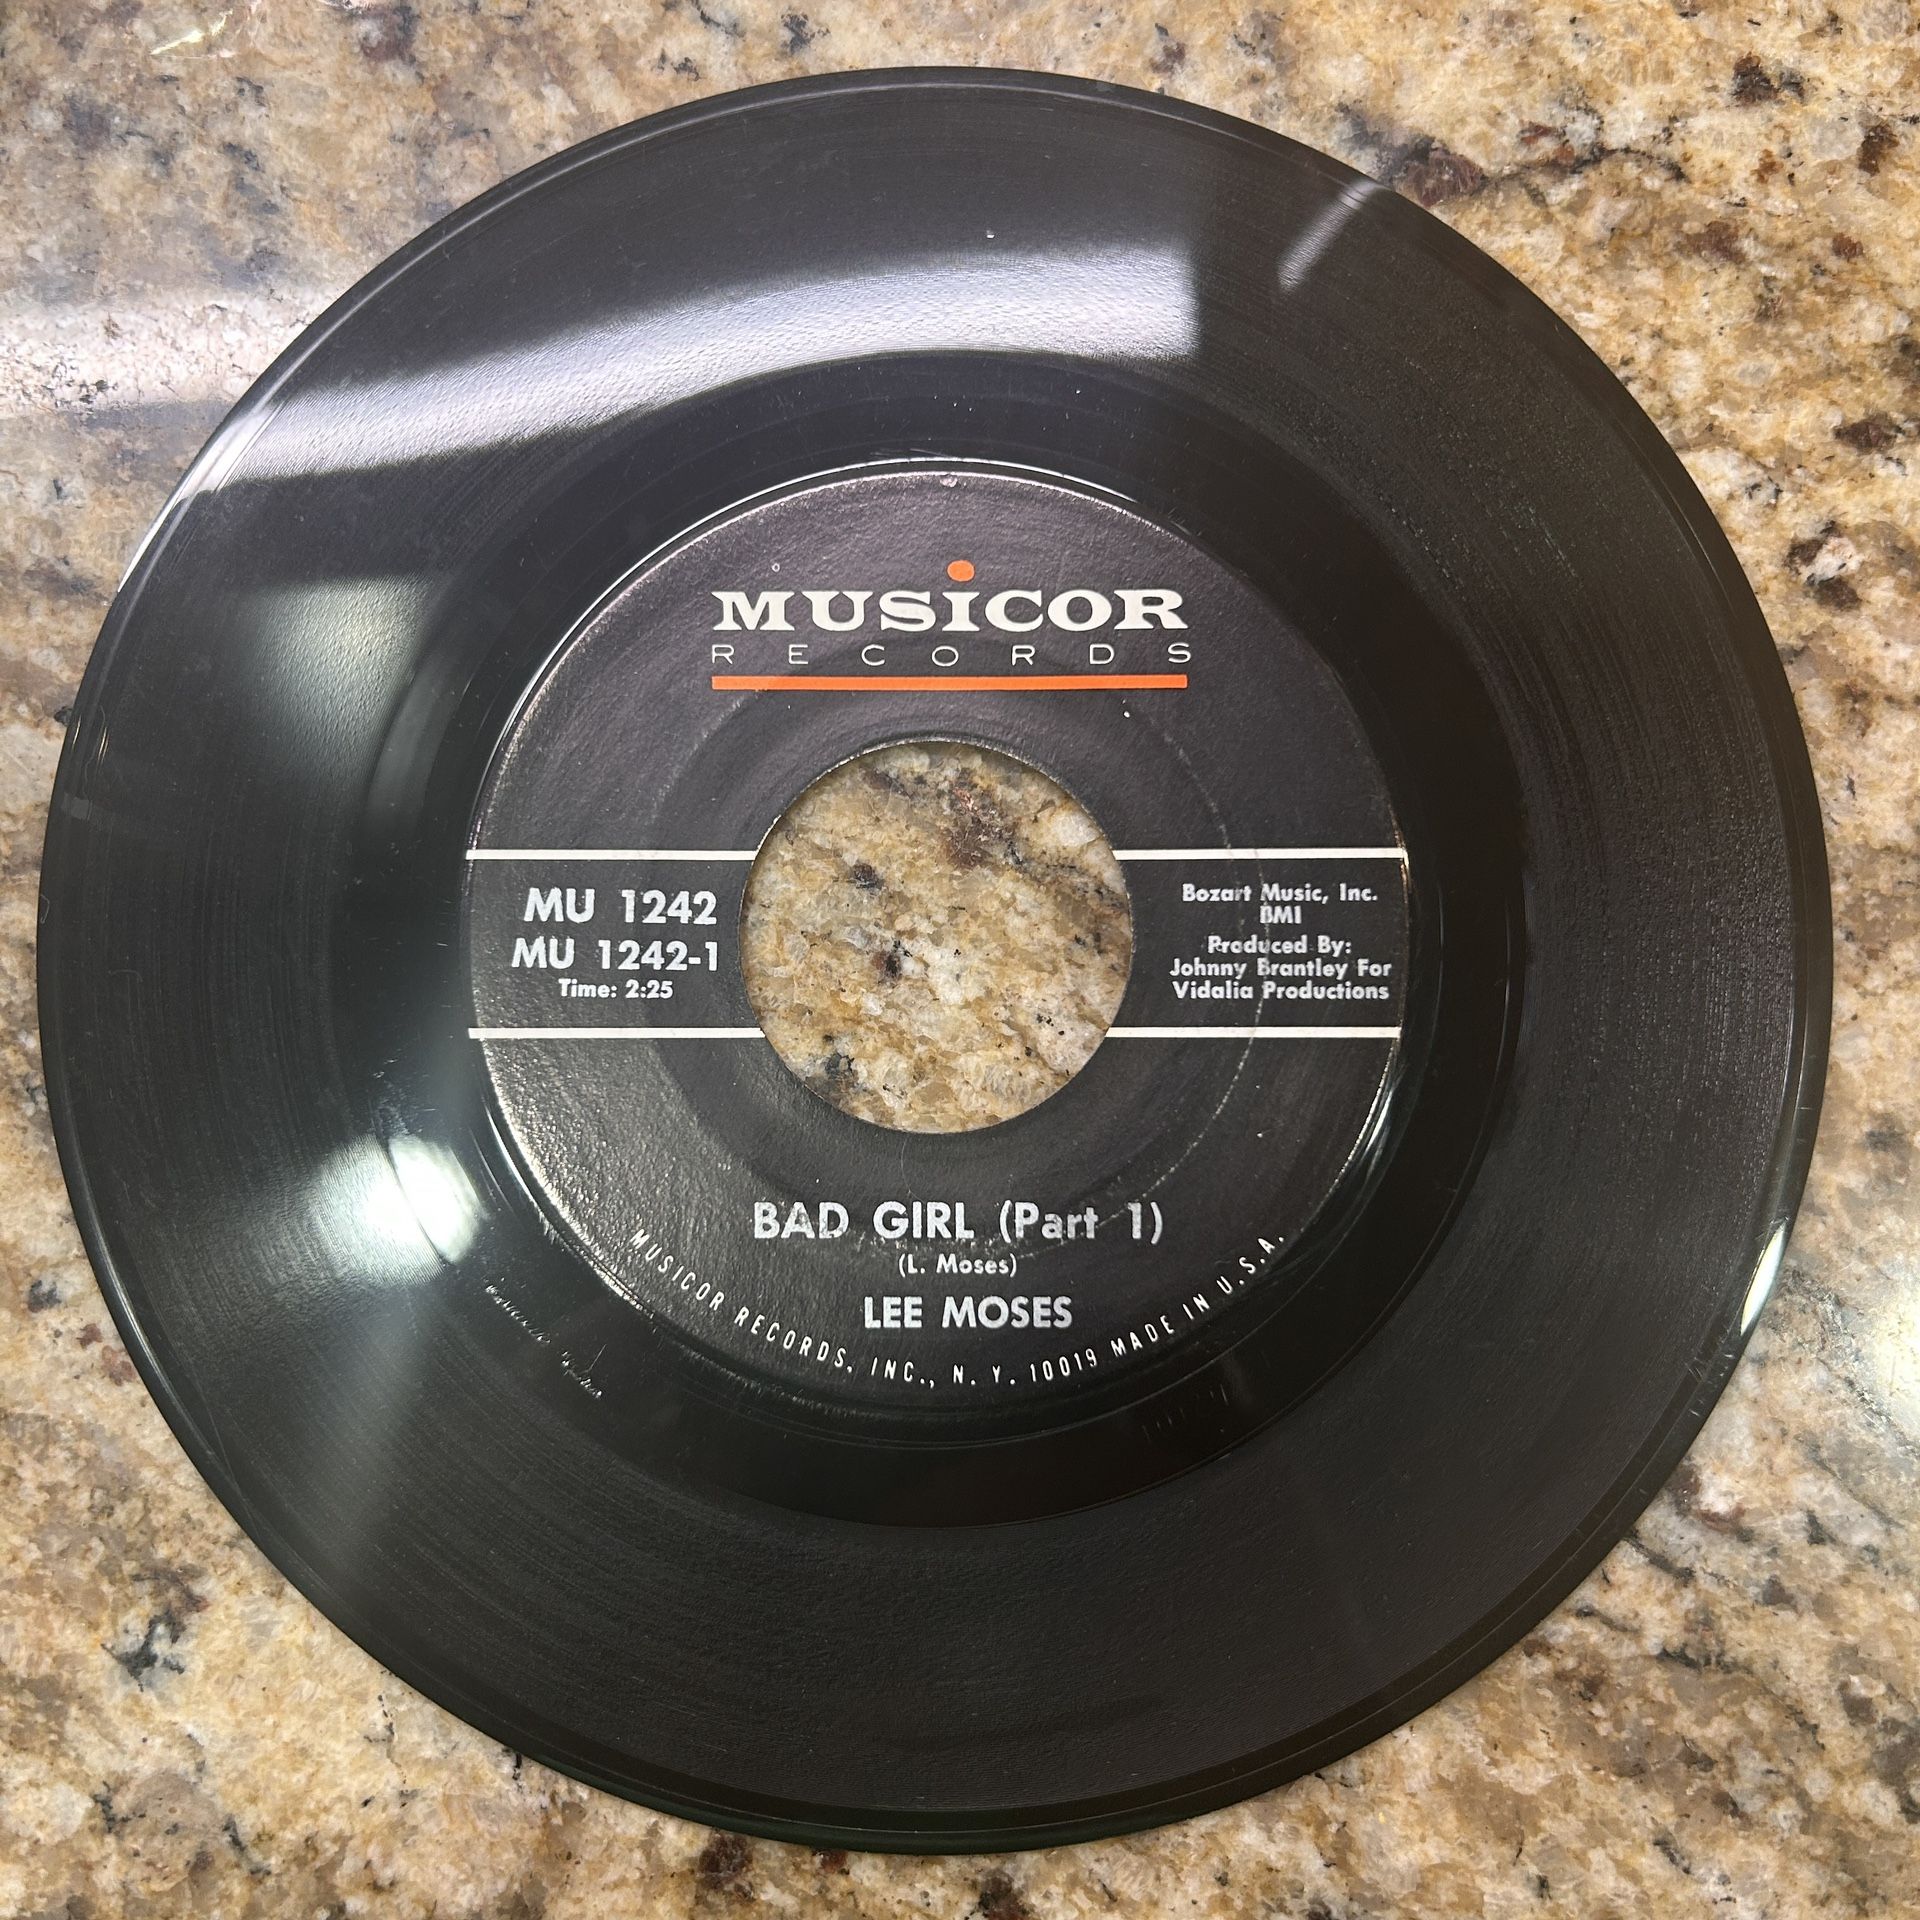 MUSiCOR
RECORDS
MU 1242
MU 1242-1
Time: 2:25
Bozart Music, Inc.
BMI
Produced By:
Johnny Brantley For
Vidalia Productions
BAD GIRL (Part 1)
(L. Moses)
LEE MOSES
MUSICOR RECORDS, INC., N. Y. 10019 MADE IN U.S.A.